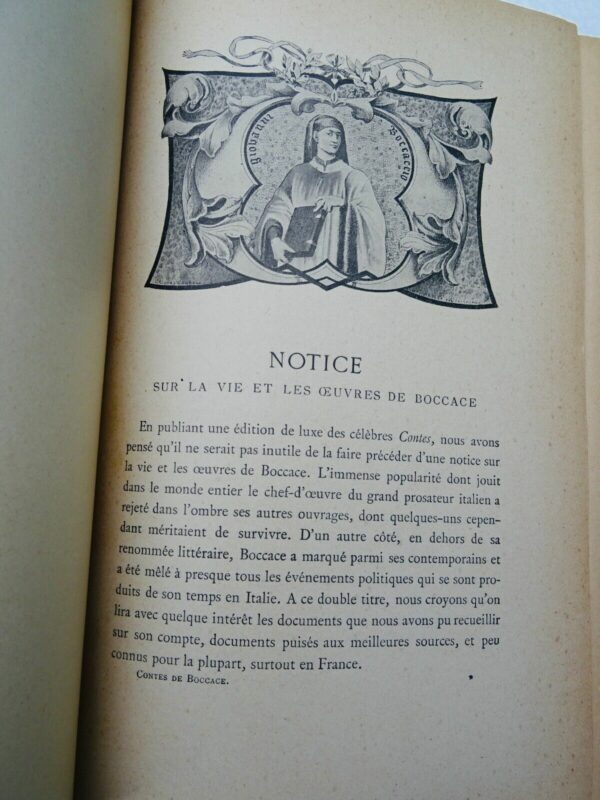 Giovanni Boccaccio
NOTICE
SUR LA VIE ET LES ŒUVRES DE BOCCACE
En publiant une édition de luxe des célèbres Contes, nous avons
pensé qu'il ne serait pas inutile de la faire précéder d'une notice sur
la vie et les œuvres de Boccace. L'immense popularité dont jouit
dans le monde entier le chef-d'œuvre du grand prosateur italien a
rejeté dans l'ombre ses autres ouvrages, dont quelques-uns cepen-
dant méritaient de survivre. D'un autre côté, en dehors de sa
renommée littéraire, Boccace a marqué parmi ses contemporains et
a été mêlé à presque tous les événements politiques qui se sont pro-
duits de son temps en Italie. A ce double titre, nous croyons qu'on
lira avec quelque intérêt les documents que nous avons pu recueillir
sur son compte, documents puisés aux meilleures sources, et peu
connus pour la plupart, surtout en France.
CONTES DE BOCCACE.